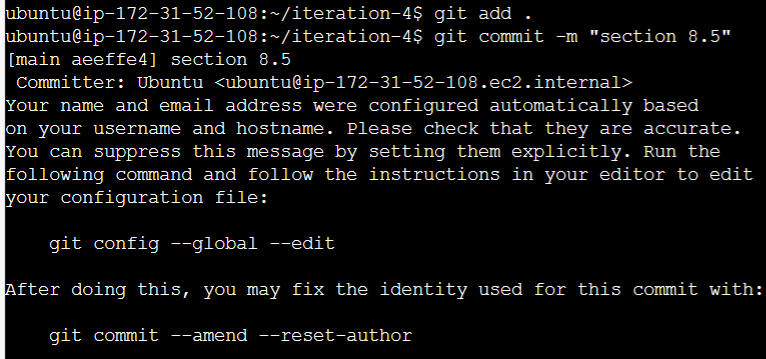 ubuntu@ip-172-31-52-108:~/iteration-4$ git add .
ubuntu@ip-172-31-52-108:~/iteration-4$ git commit -m "section 8.5"
[main aeeffe4] section 8.5
 Committer: Ubuntu <ubuntu@ip-172-31-52-108.ec2.internal>
Your name and email address were configured automatically based
on your username and hostname. Please check that they are accurate.
You can suppress this message by setting them explicitly. Run the
following command and follow the instructions in your editor to edit
your configuration file:

    git config --global --edit

After doing this, you may fix the identity used for this commit with:

    git commit --amend --reset-author